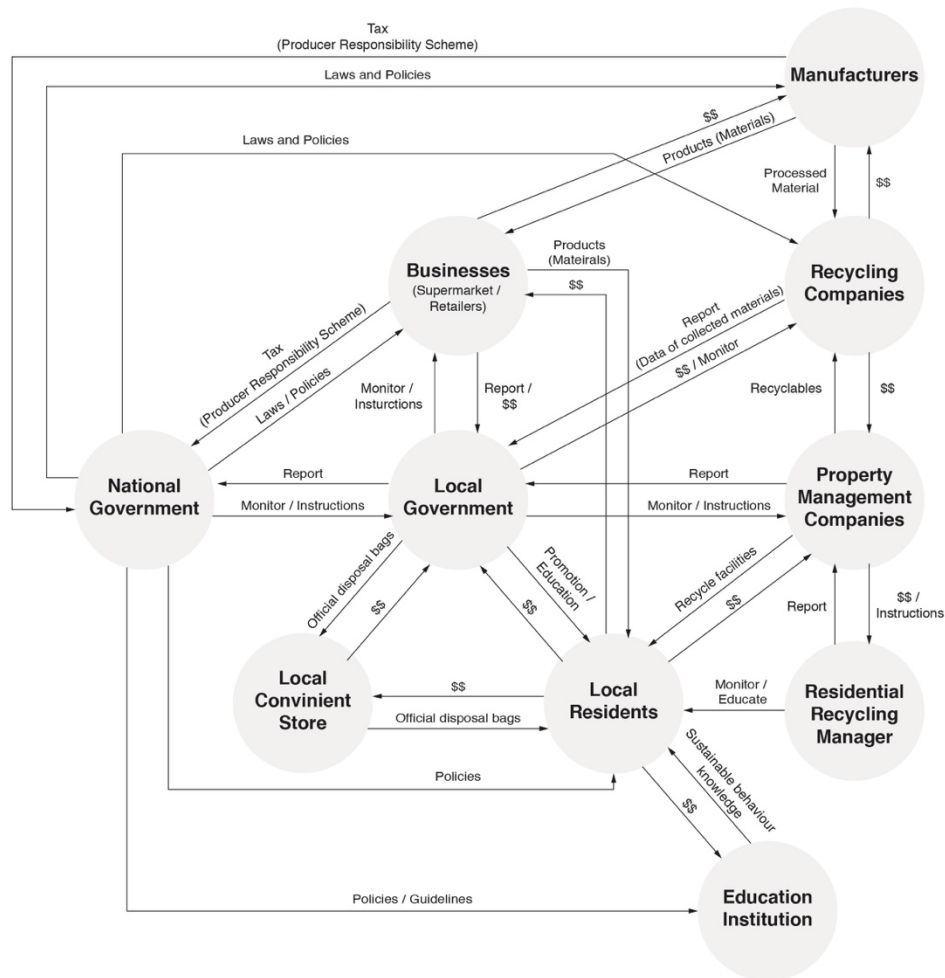 Tax
(Producer Responsibility Scheme)
Manufacturers
Laws and Policies
$$
Products (Materials)
Laws and Policies
Processed
Material
$$
Businesses
(Supermarket /
Retailers)
Products
(Mateirals)
$$
Recycling
Companies
Report
(Data of collected materials)
$$ / Monitor
Tax
(Producer Responsibility Scheme)
Laws / Policies
Monitor /
Insturctions
Report /
$$
Recyclables
$$
National
Government
Report
Monitor / Instructions
Local
Government
Report
Monitor / Instructions
Property
Management
Companies
Official disposal bags
$$
Promotion /
Education
$$
Recycle facilities
$$
Report
$$ /
Instructions
Local
Convinient
Store
$$
Official disposal bags
Local
Residents
Monitor /
Educate
Residential
Recycling
Manager
Policies
Sustainable behaviour
knowledge
$$
Policies / Guidelines
Education
Institution